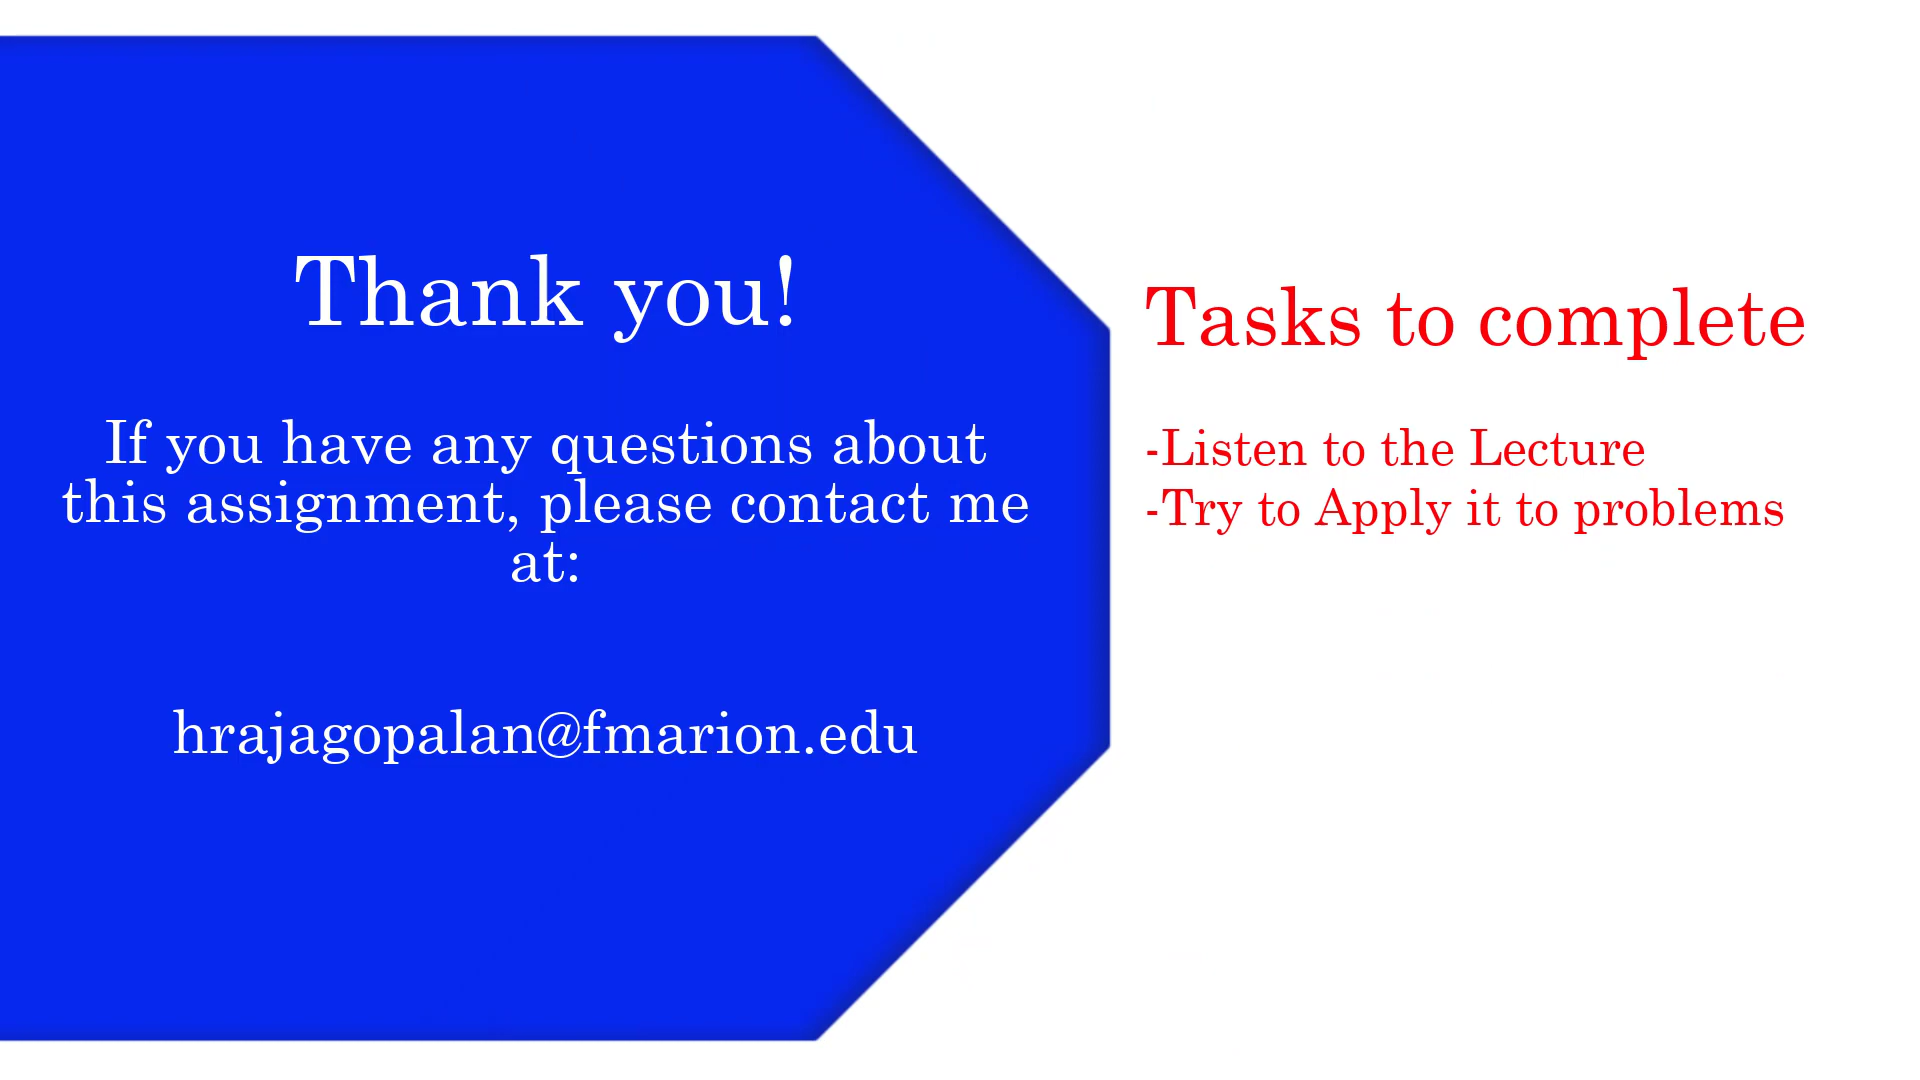 Thank you!
If you have any questions about
this assignment, please contact me
at:
hrajagopalan@fmarion.edu
Tasks to complete
-Listen to the Lecture
-Try to Apply it to problems